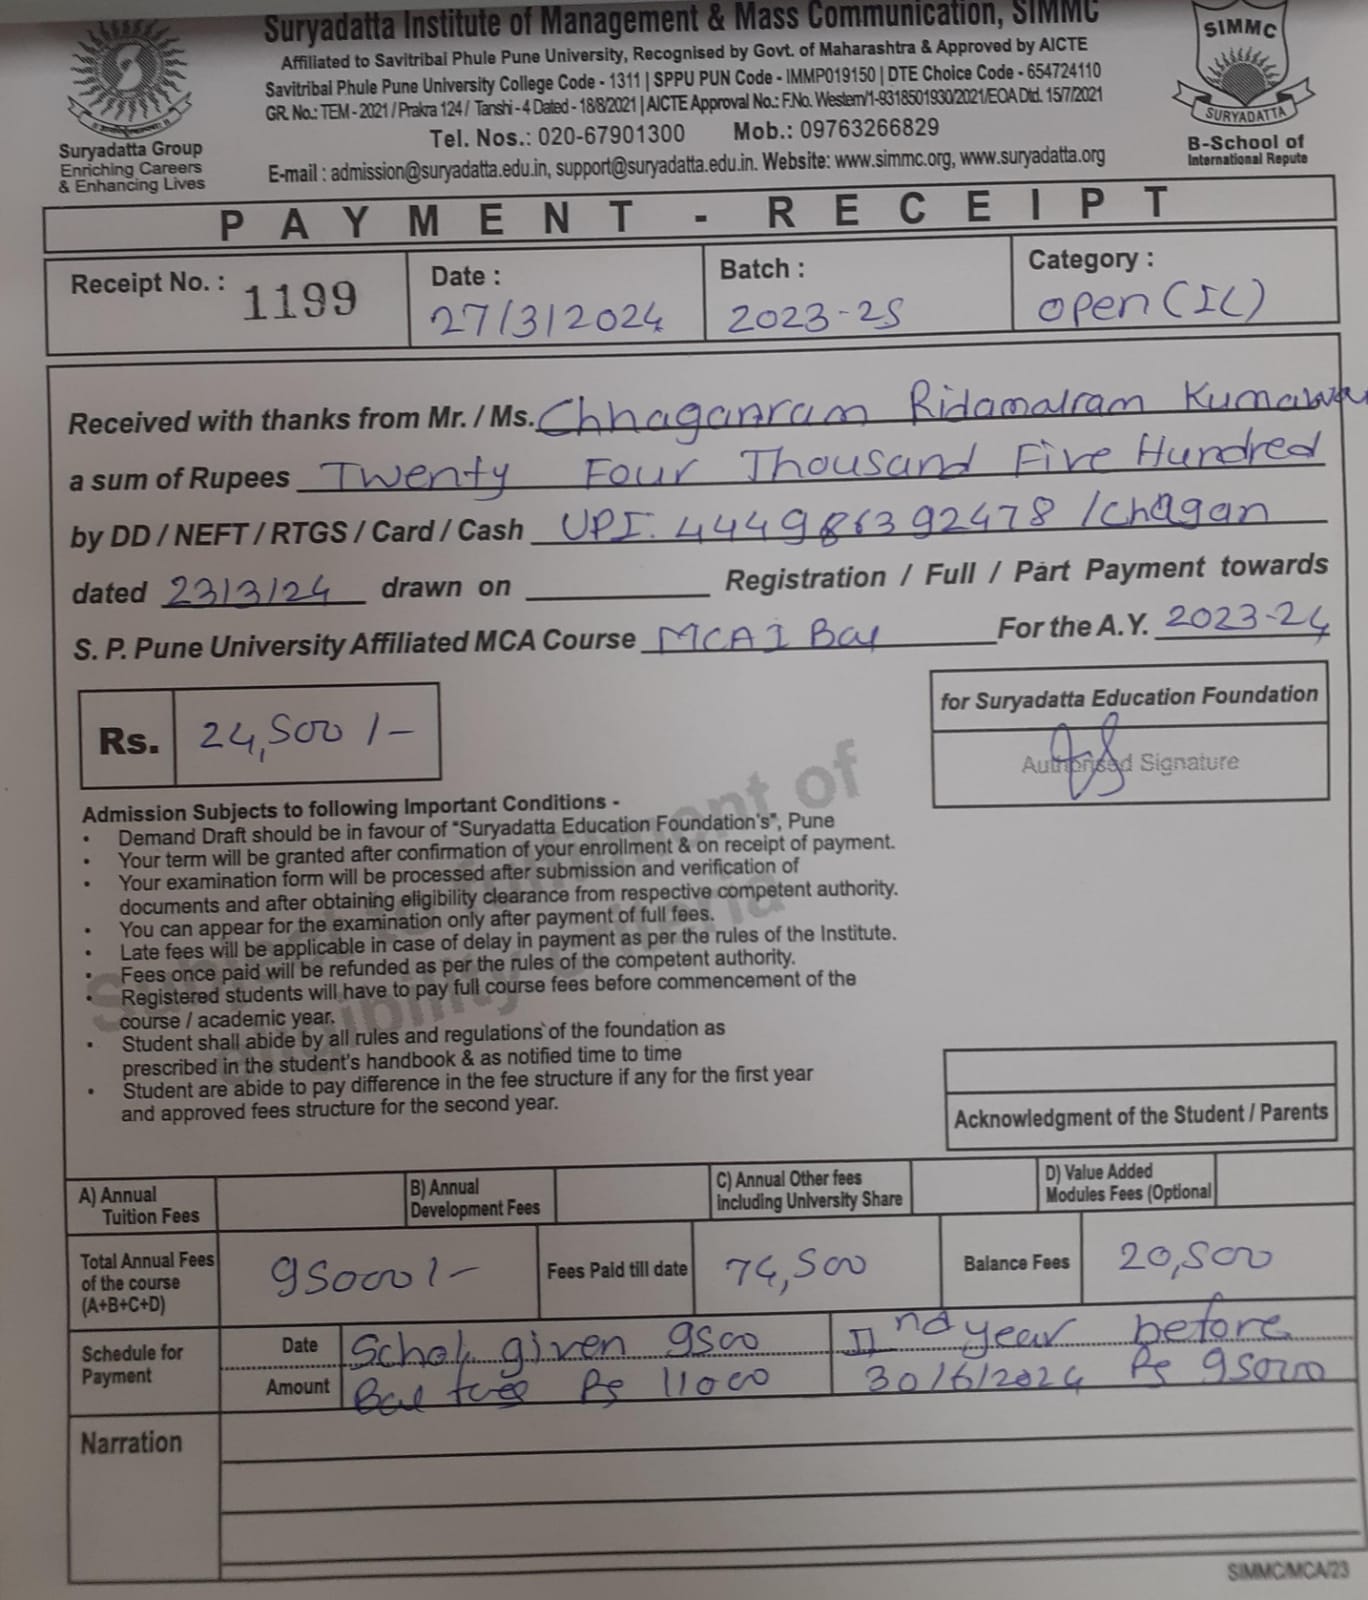 Suryadatta Institute of Management & Mass Communication, SIMMC
Affiliated to Savitribai Phule Pune University, Recognised by Govt. of Maharashtra & Approved by AICTE
Savitribai Phule Pune University College Code - 1311 | SPPU PUN Code - IMMP019150 | DTE Choice Code - 654724110
GR. No.: TEM - 2021 / Prakra 124 / Tanshi - 4 Dated - 18/8/2021 | AICTE Approval No.: F.No. Western/1-9318501930/2021/EOA Dtd. 15/7/2021
Tel. Nos.: 020-67901300 Mob.: 09763266829
E-mail : admission@suryadatta.edu.in, support@suryadatta.edu.in. Website: www.simmc.org, www.suryadatta.org
Suryadatta Group
Enriching Careers
& Enhancing Lives
SIMMC
SURYADATTA
B-School of
International Repute
PAYMENT - RECEIPT
Receipt No. : 1199
Date :
27/3/2024
Batch :
2023-25
Category :
open (IL)
Received with thanks from Mr. / Ms. Chhaganram Ridamalram Kumawa
a sum of Rupees Twenty Four Thousand Five Hundred
by DD / NEFT / RTGS / Card / Cash UPI. 444986392478 /chagan
dated 23/3/24 drawn on Registration / Full / Part Payment towards
S. P. Pune University Affiliated MCA Course MCA I Bal For the A.Y. 2023-24
Rs. 24,500/-
for Suryadatta Education Foundation
Authorised Signature
Subject to fulfilment of
eligibility criteria
Admission Subjects to following Important Conditions -
• Demand Draft should be in favour of "Suryadatta Education Foundation's", Pune
• Your term will be granted after confirmation of your enrollment & on receipt of payment.
• Your examination form will be processed after submission and verification of
documents and after obtaining eligibility clearance from respective competent authority.
• You can appear for the examination only after payment of full fees.
• Late fees will be applicable in case of delay in payment as per the rules of the Institute.
• Fees once paid will be refunded as per the rules of the competent authority.
• Registered students will have to pay full course fees before commencement of the
course / academic year.
• Student shall abide by all rules and regulations of the foundation as
prescribed in the student's handbook & as notified time to time
• Student are abide to pay difference in the fee structure if any for the first year
and approved fees structure for the second year.
Acknowledgment of the Student / Parents
A) Annual
Tuition Fees
B) Annual
Development Fees
C) Annual Other fees
including University Share
D) Value Added
Modules Fees (Optional
Total Annual Fees
of the course
(A+B+C+D)
95000/-
Fees Paid till date
74,500
Balance Fees
20,500
Schedule for
Payment
Date Schol. given 9500 IInd year before
Amount Bal fees Rs 11000 30/6/2024 Rs 95000
Narration
SIMMC/MCA/23